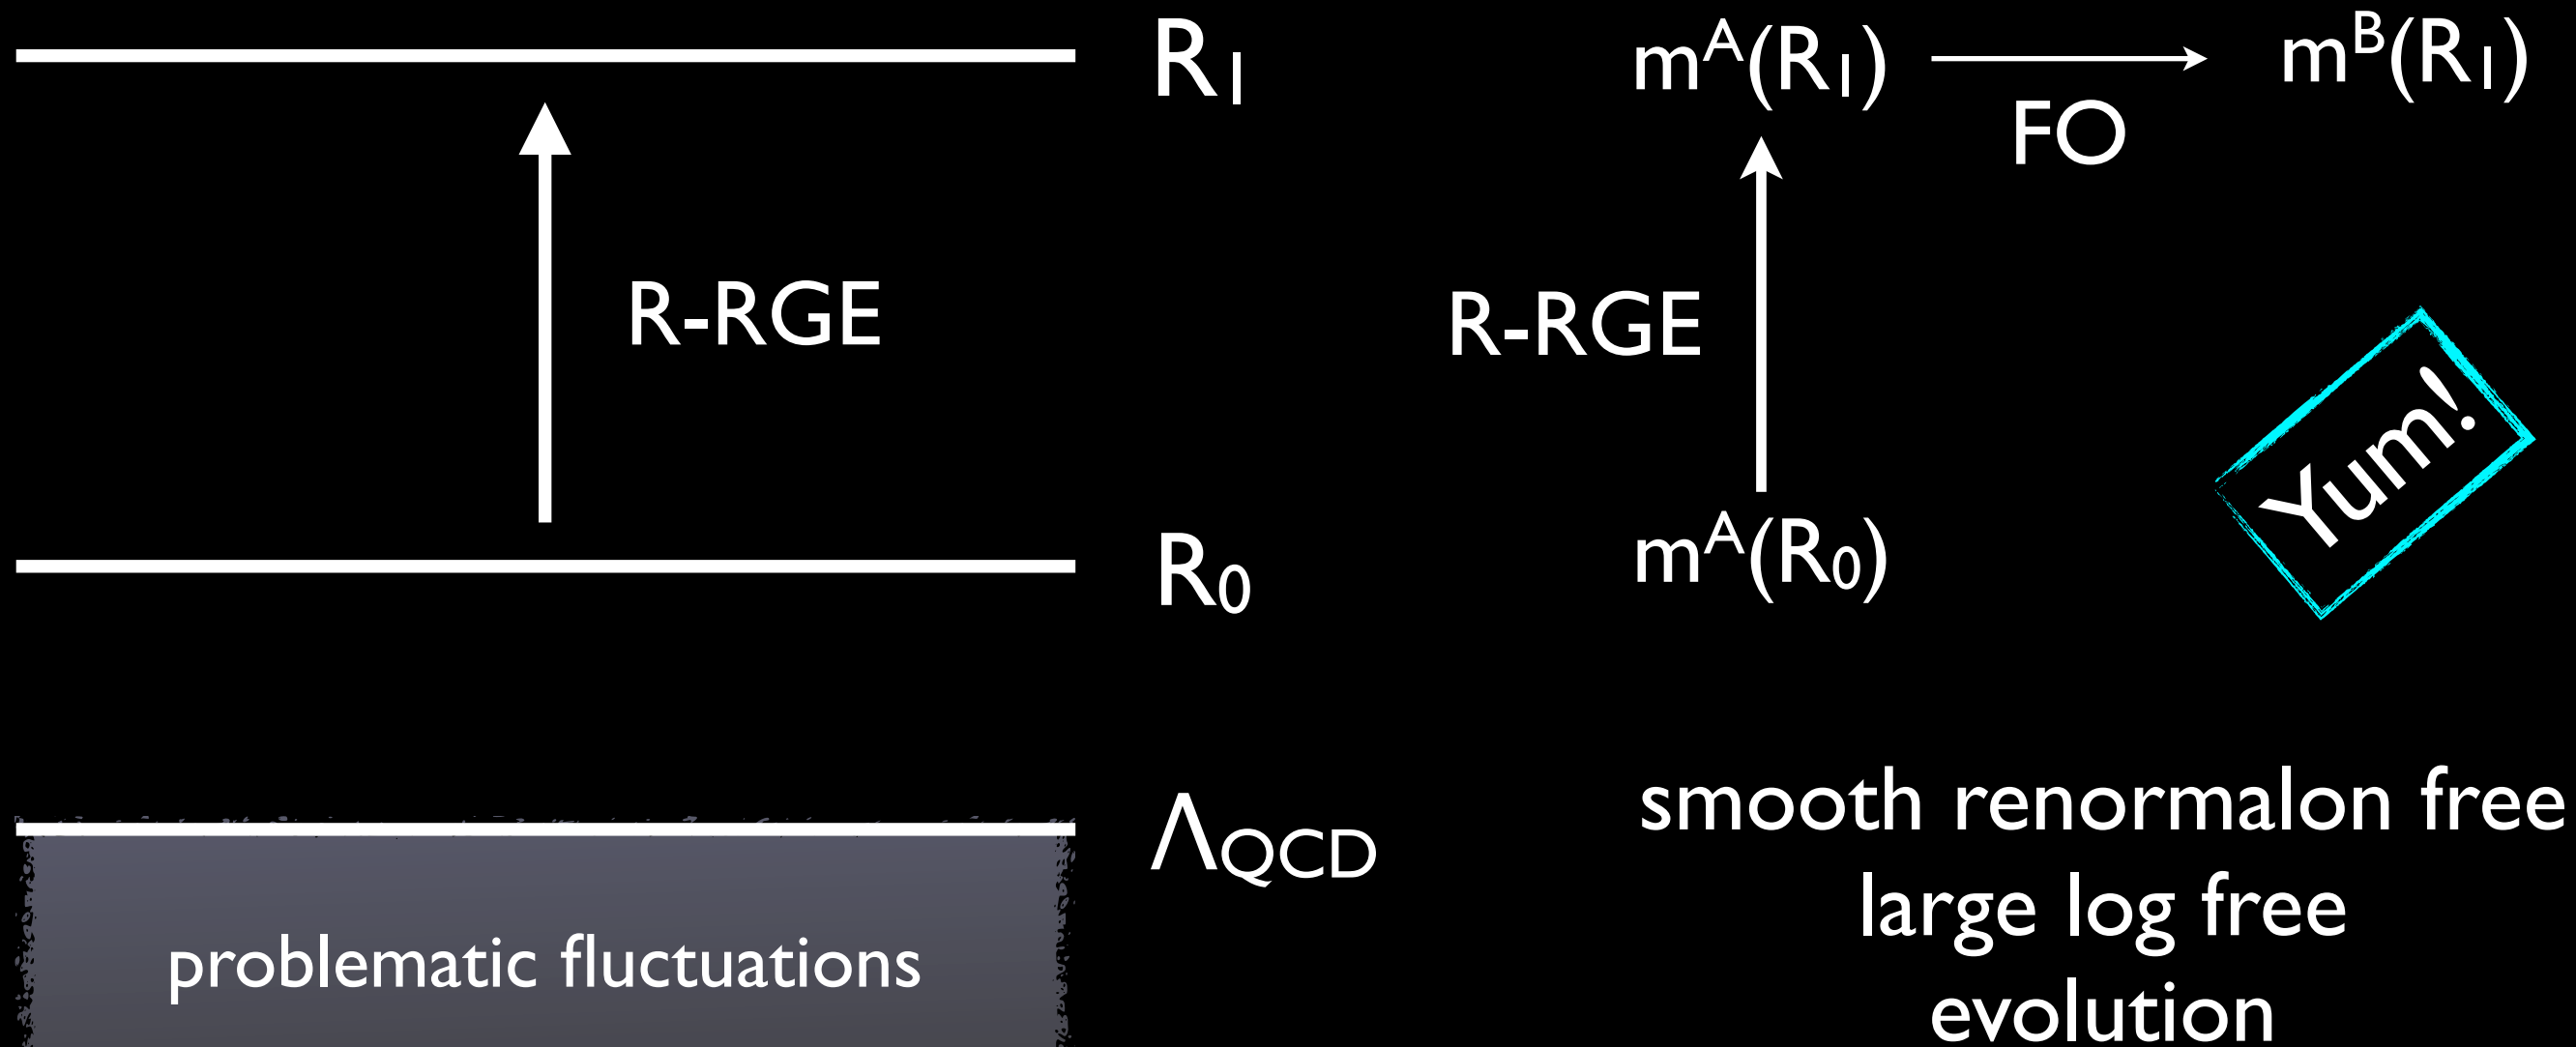 R₁
R-RGE
R₀
Λ_QCD
problematic fluctuations
mᴬ(R₁)
FO
mᴮ(R₁)
R-RGE
mᴬ(R₀)
Yum!
smooth renormalon free
large log free
evolution